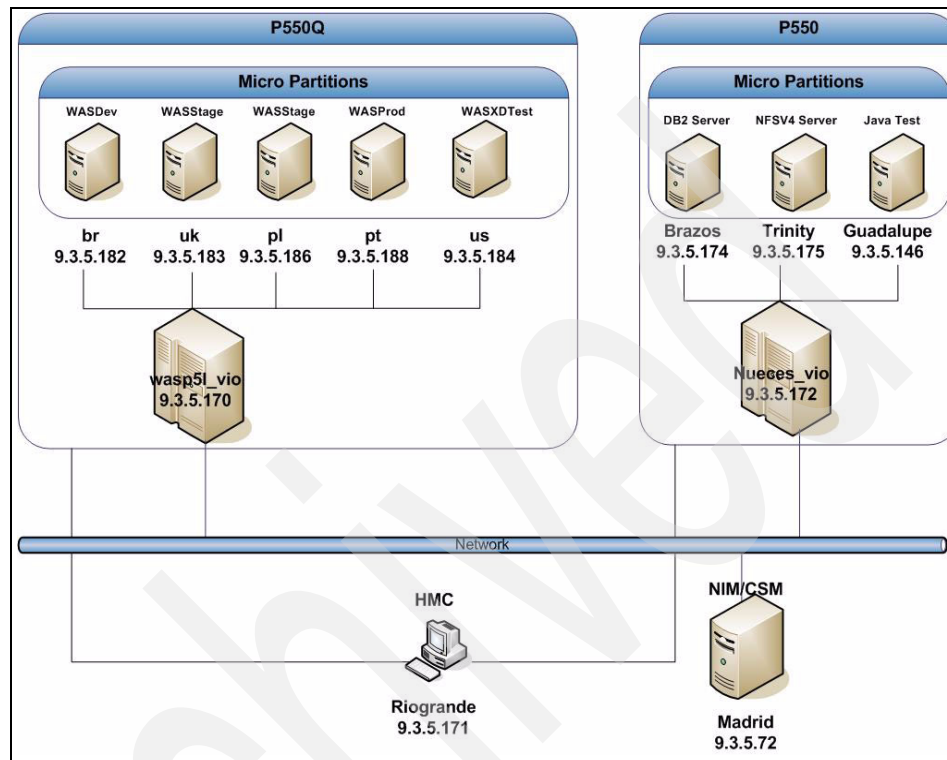 P550Q
Micro Partitions
WASDev
WASStage
WASStage
WASProd
WASXDTest
br
9.3.5.182
uk
9.3.5.183
pl
9.3.5.186
pt
9.3.5.188
us
9.3.5.184
wasp5l_vio
9.3.5.170
P550
Micro Partitions
DB2 Server
NFSV4 Server
Java Test
Brazos
9.3.5.174
Trinity
9.3.5.175
Guadalupe
9.3.5.146
Nueces_vio
9.3.5.172
Network
HMC
Riogrande
9.3.5.171
NIM/CSM
Madrid
9.3.5.72